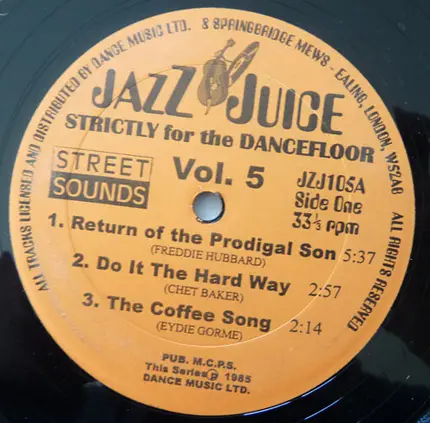 ALL TRACKS LICENSED AND DISTRIBUTED BY DANCE MUSIC LTD. 8 SPRINGBRIDGE MEWS - EALING, LONDON, W52AB ALL RIGHTS RESERVED
JAZZ JUICE
STRICTLY for the DANCEFLOOR
STREET
SOUNDS
Vol. 5
JZJ105A
Side One
33⅓ rpm
1. Return of the Prodigal Son 5:37
(FREDDIE HUBBARD)
2. Do It The Hard Way 2:57
(CHET BAKER)
3. The Coffee Song 2:14
(EYDIE GORME)
PUB. M.C.P.S.
This Series ℗ 1985
DANCE MUSIC LTD.